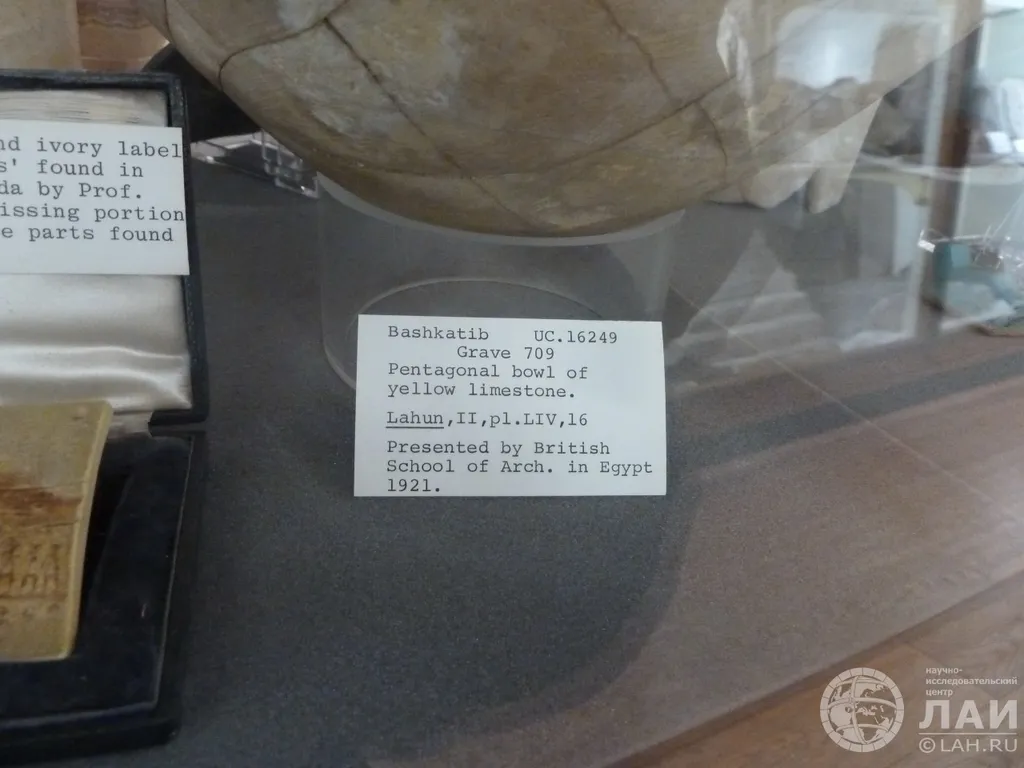 nd ivory label
s' found in
da by Prof.
issing portion
e parts found
Bashkatib UC.16249
Grave 709
Pentagonal bowl of
yellow limestone.
Lahun,II,pl.LIV,16
Presented by British
School of Arch. in Egypt
1921.
научно-
исследовательский
центр
ЛАИ
©LAH.RU